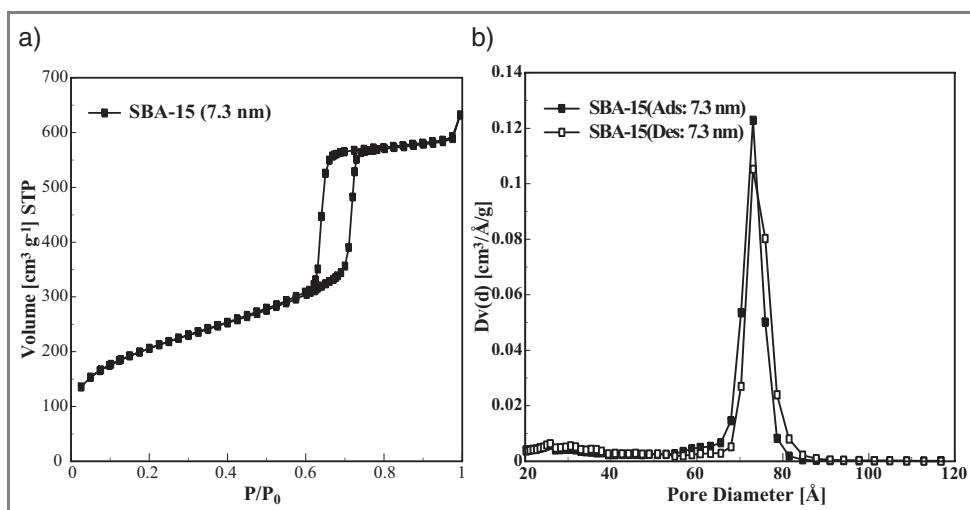 a)
700
600
500
400
300
200
100
0
Volume [cm³ g⁻¹] STP
SBA-15 (7.3 nm)
0 0.2 0.4 0.6 0.8 1
P/P₀
b)
0.14
0.12
0.1
0.08
0.06
0.04
0.02
0
Dv(d) [cm³/Å/g]
SBA-15(Ads: 7.3 nm)
SBA-15(Des: 7.3 nm)
20 40 60 80 100 120
Pore Diameter [Å]